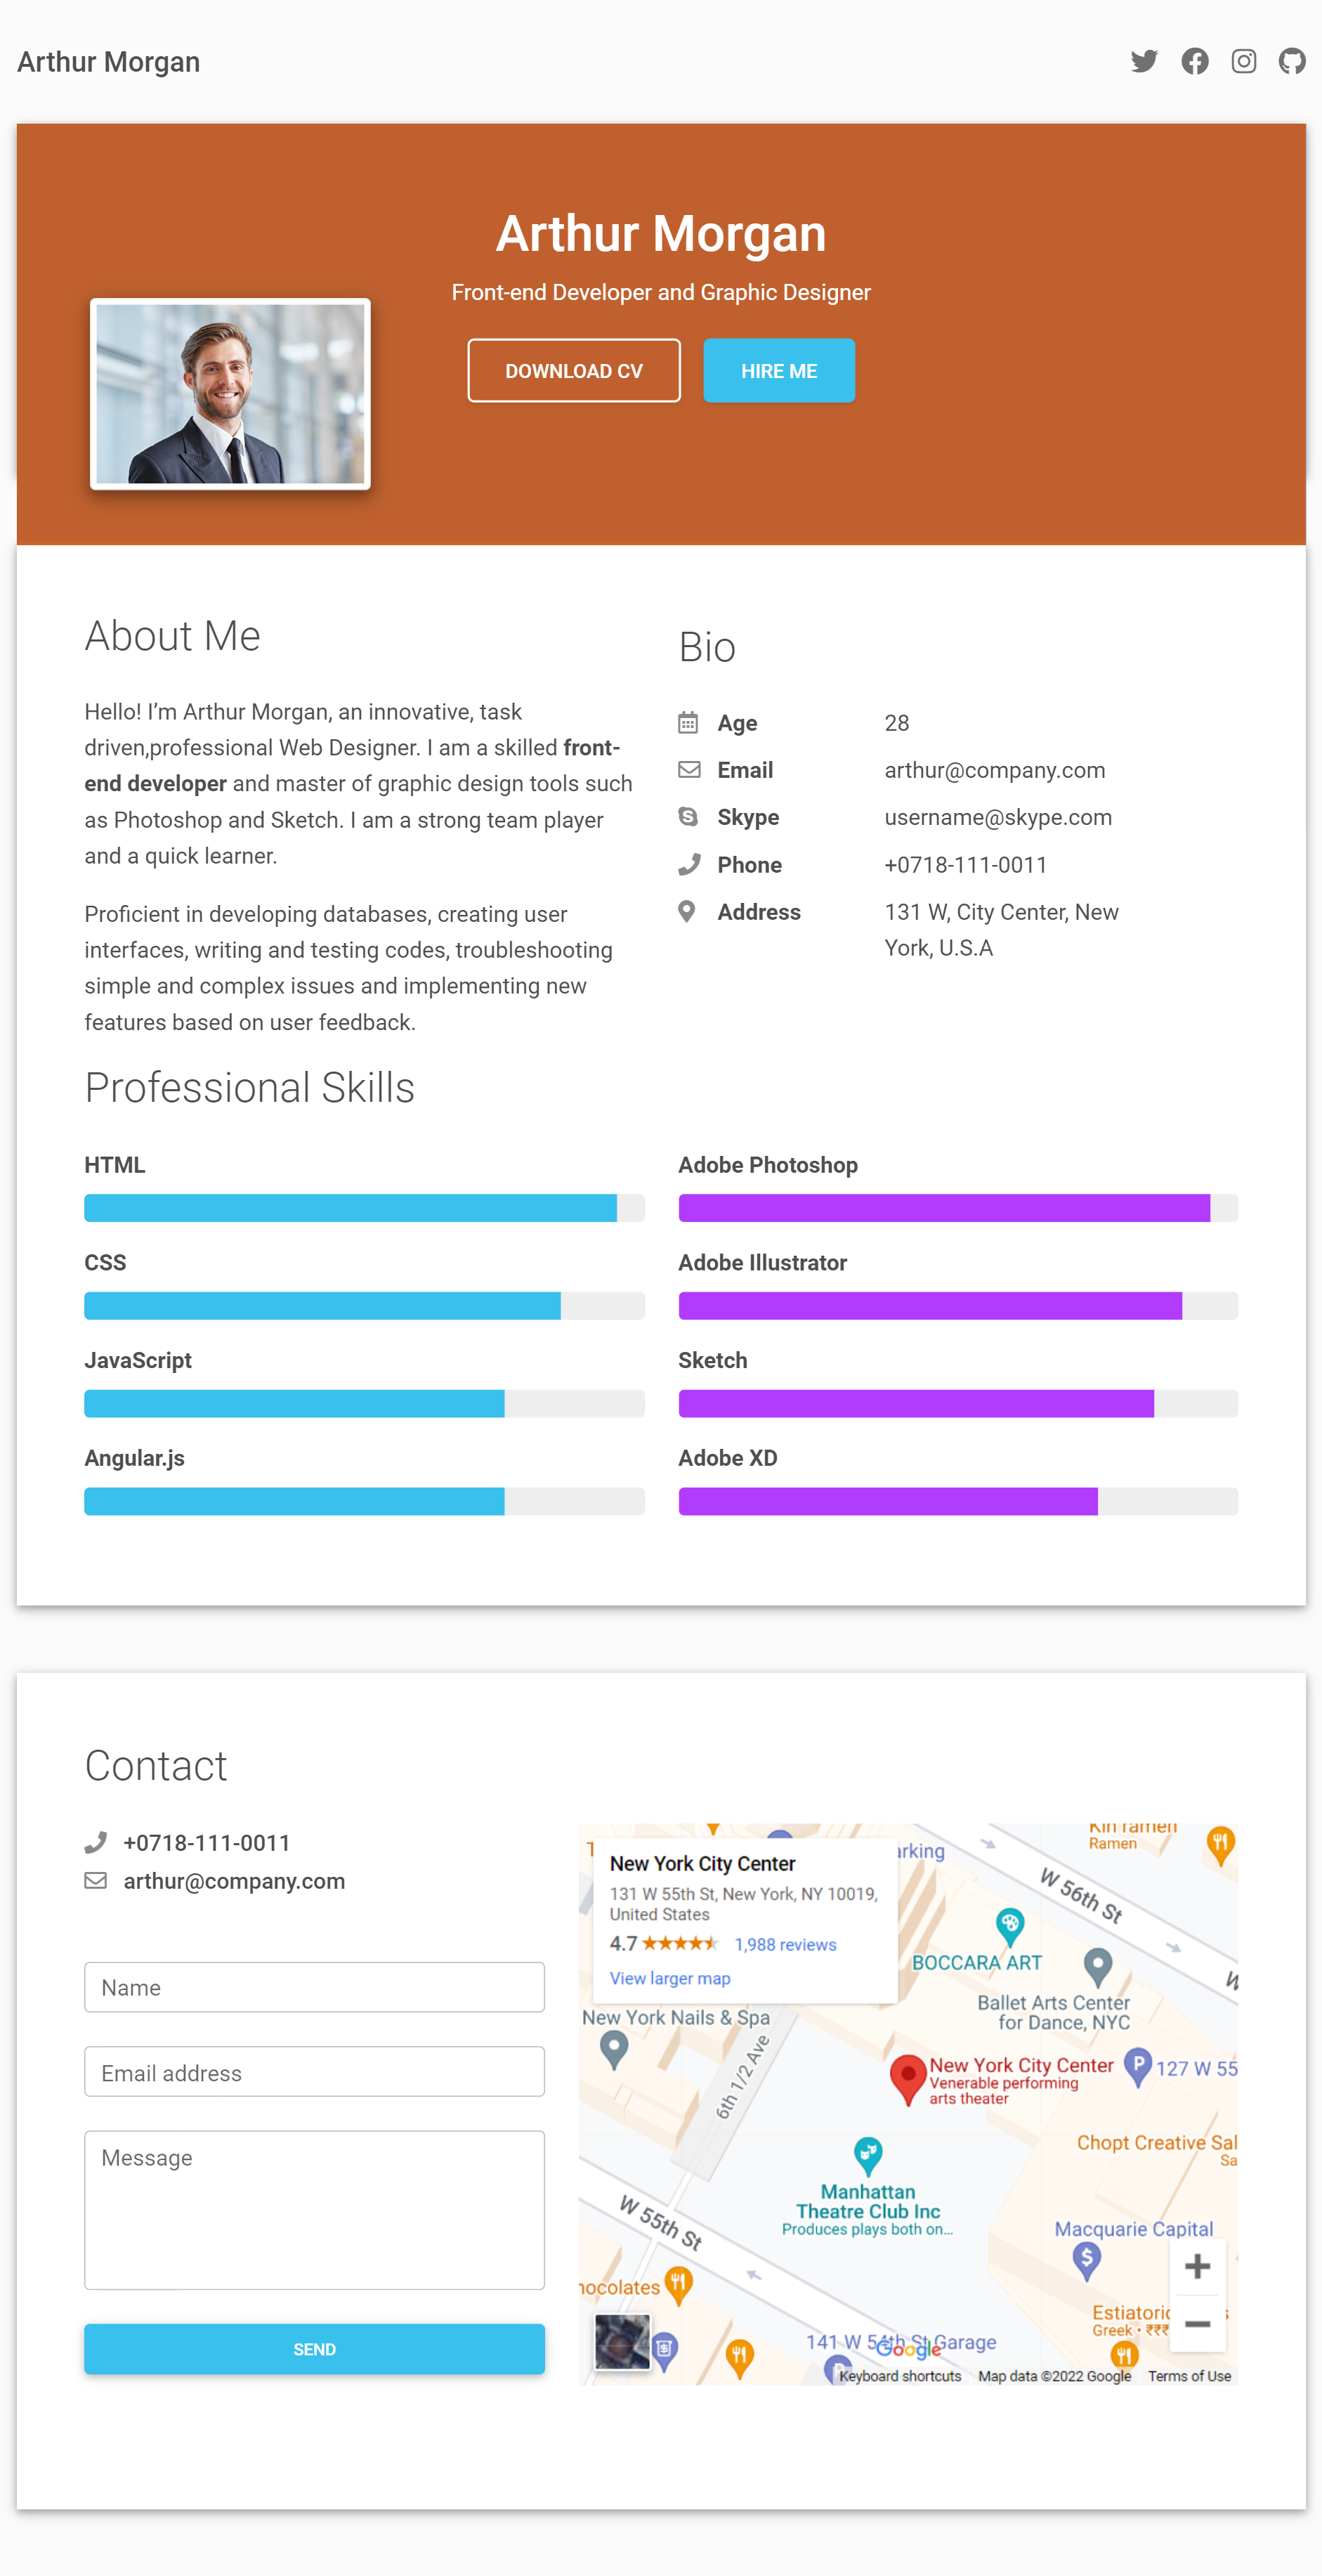 Arthur Morgan
Arthur Morgan
Front-end Developer and Graphic Designer
DOWNLOAD CV
HIRE ME
About Me
Hello! I’m Arthur Morgan, an innovative, task
driven,professional Web Designer. I am a skilled front-
end developer and master of graphic design tools such
as Photoshop and Sketch. I am a strong team player
and a quick learner.
Proficient in developing databases, creating user
interfaces, writing and testing codes, troubleshooting
simple and complex issues and implementing new
features based on user feedback.
Bio
Age 28
Email arthur@company.com
Skype username@skype.com
Phone +0718-111-0011
Address 131 W, City Center, New
York, U.S.A
Professional Skills
HTML
Adobe Photoshop
CSS
Adobe Illustrator
JavaScript
Sketch
Angular.js
Adobe XD
Contact
+0718-111-0011
arthur@company.com
Name
Email address
Message
SEND
New York City Center
131 W 55th St, New York, NY 10019,
United States
4.7 1,988 reviews
View larger map
arking
Kin ramen
Ramen
W 56th St
W
BOCCARA ART
Ballet Arts Center
for Dance, NYC
New York Nails & Spa
6th 1/2 Ave
New York City Center
Venerable performing
arts theater
P
127 W 55
Chopt Creative Sal
Sa
Manhattan
Theatre Club Inc
Produces plays both on...
W 55th St
Macquarie Capital
$
ocolates
Estiatori
Greek • ₹₹₹
141 W 54th St Garage
Google
Keyboard shortcuts Map data ©2022 Google Terms of Use